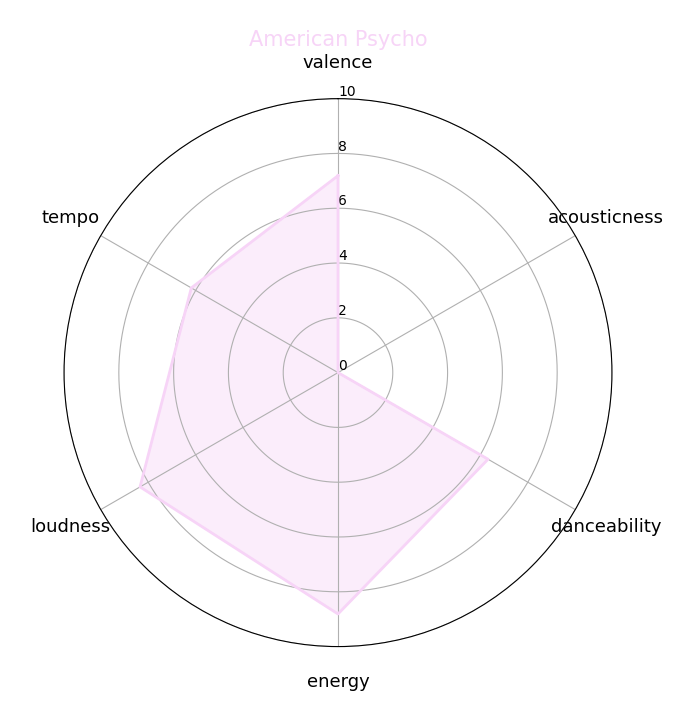 American Psycho
valence
10
8
tempo
acousticness
6
4
2
0
loudness
danceability
energy